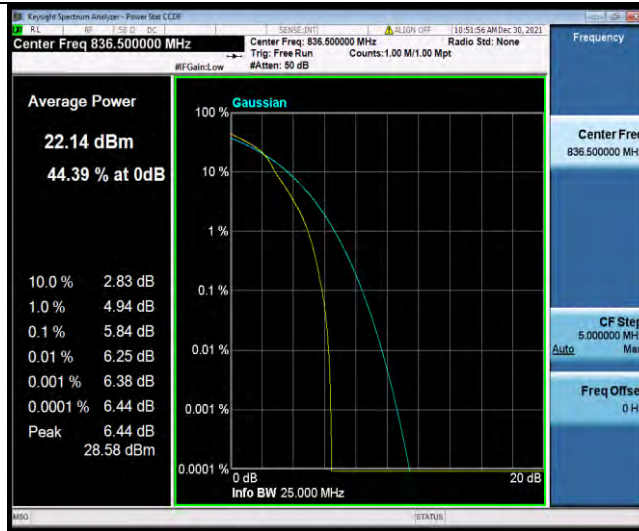 Keysight Spectrum Analyzer - Power Stat CCDF
RL RF 50 Ω DC SENSE:INT ALIGN OFF 10:51:56 AM Dec 30, 2021
Center Freq 836.500000 MHz
Center Freq: 836.500000 MHz Radio Std: None
Trig: Free Run Counts:1.00 M/1.00 Mpt
#IFGain:Low #Atten: 50 dB
Frequency
Average Power
22.14 dBm
44.39 % at 0dB
10.0 % 2.83 dB
1.0 % 4.94 dB
0.1 % 5.84 dB
0.01 % 6.25 dB
0.001 % 6.38 dB
0.0001 % 6.44 dB
Peak 6.44 dB
28.58 dBm
Gaussian
100 %
10 %
1 %
0.1 %
0.01 %
0.001 %
0.0001 %
0 dB 20 dB
Info BW 25.000 MHz
Center Fre
836.500000 MH
CF Step
5.000000 MH
Auto Ma
Freq Offse
0 H
MSG STATUS